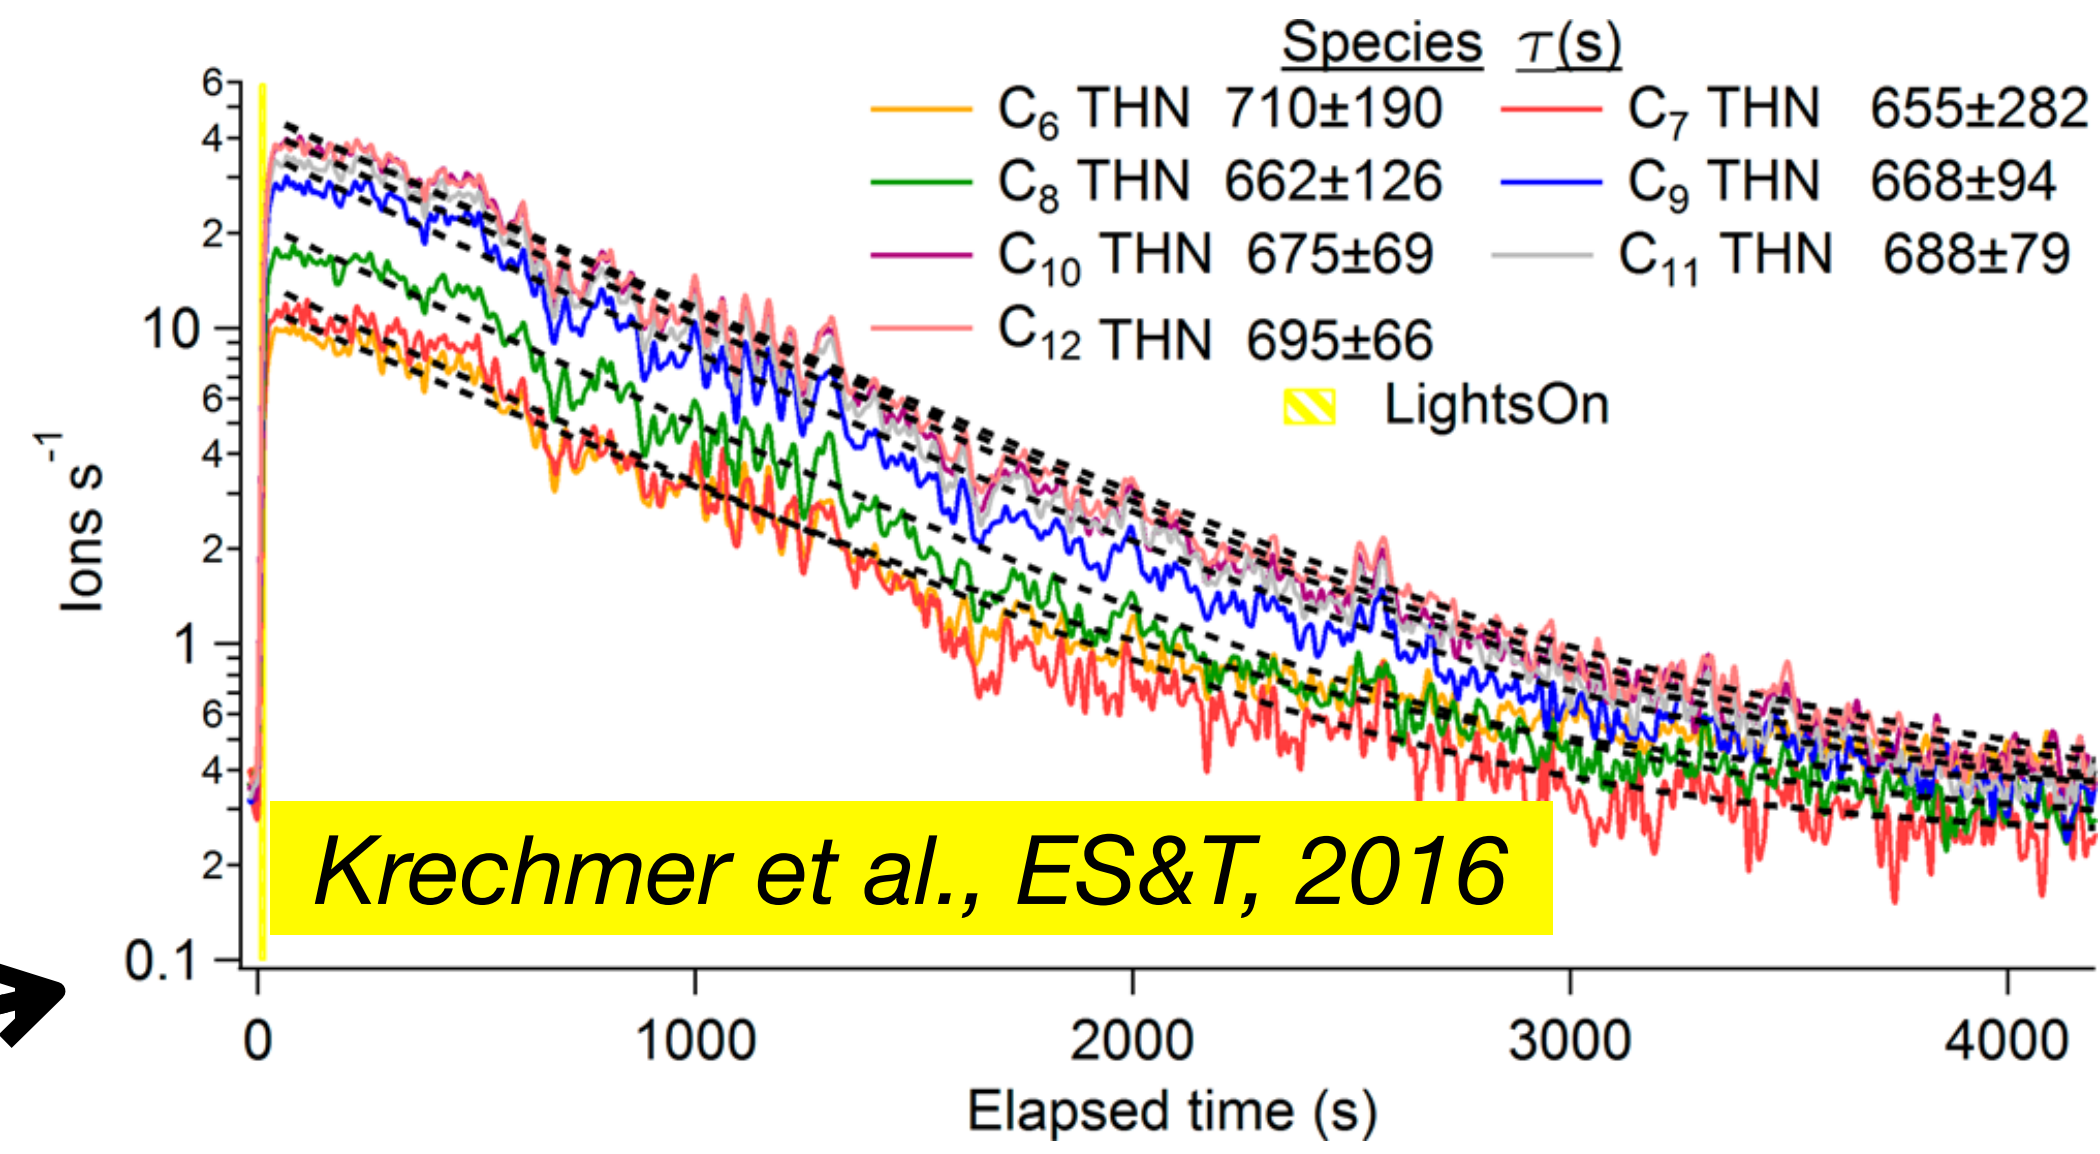 Species τ(s)
C6 THN 710±190 C7 THN 655±282
C8 THN 662±126 C9 THN 668±94
C10 THN 675±69 C11 THN 688±79
C12 THN 695±66
LightsOn
6
4
2
10
6
4
2
1
6
4
2
0.1
Ions s-1
Krechmer et al., ES&T, 2016
0 1000 2000 3000 4000
Elapsed time (s)